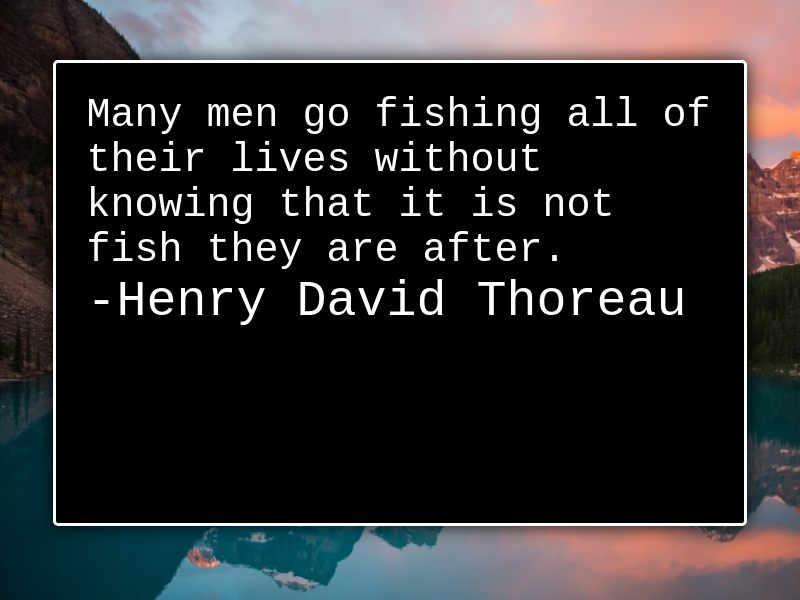 Many men go fishing all of
their lives without
knowing that it is not
fish they are after.
-Henry David Thoreau